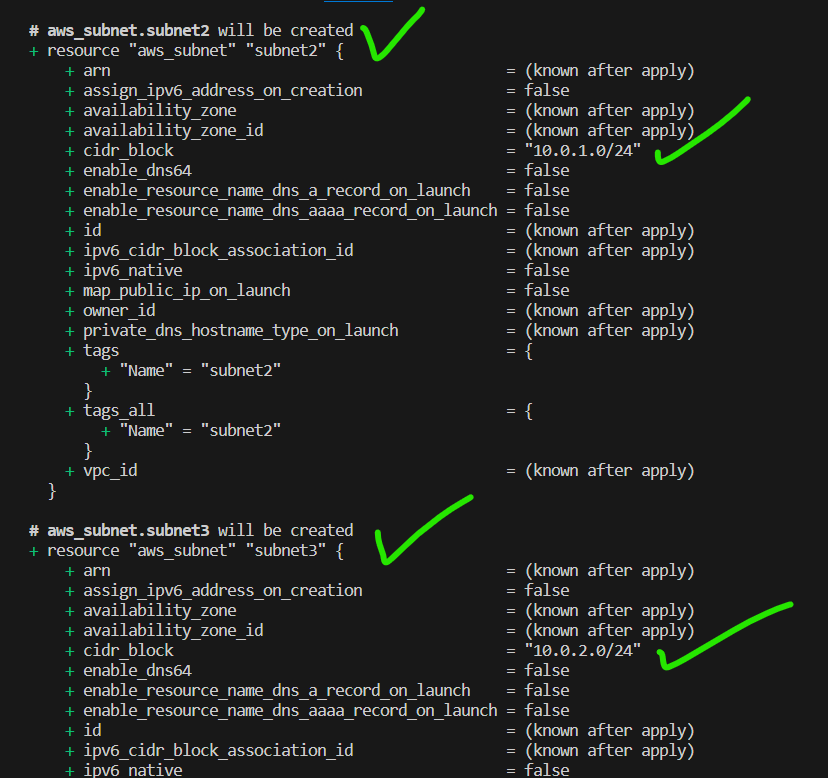 # aws_subnet.subnet2 will be created
+ resource "aws_subnet" "subnet2" {
+ arn = (known after apply)
+ assign_ipv6_address_on_creation = false
+ availability_zone = (known after apply)
+ availability_zone_id = (known after apply)
+ cidr_block = "10.0.1.0/24"
+ enable_dns64 = false
+ enable_resource_name_dns_a_record_on_launch = false
+ enable_resource_name_dns_aaaa_record_on_launch = false
+ id = (known after apply)
+ ipv6_cidr_block_association_id = (known after apply)
+ ipv6_native = false
+ map_public_ip_on_launch = false
+ owner_id = (known after apply)
+ private_dns_hostname_type_on_launch = (known after apply)
+ tags = {
+ "Name" = "subnet2"
}
+ tags_all = {
+ "Name" = "subnet2"
}
+ vpc_id = (known after apply)
}
# aws_subnet.subnet3 will be created
+ resource "aws_subnet" "subnet3" {
+ arn = (known after apply)
+ assign_ipv6_address_on_creation = false
+ availability_zone = (known after apply)
+ availability_zone_id = (known after apply)
+ cidr_block = "10.0.2.0/24"
+ enable_dns64 = false
+ enable_resource_name_dns_a_record_on_launch = false
+ enable_resource_name_dns_aaaa_record_on_launch = false
+ id = (known after apply)
+ ipv6_cidr_block_association_id = (known after apply)
+ ipv6_native = false